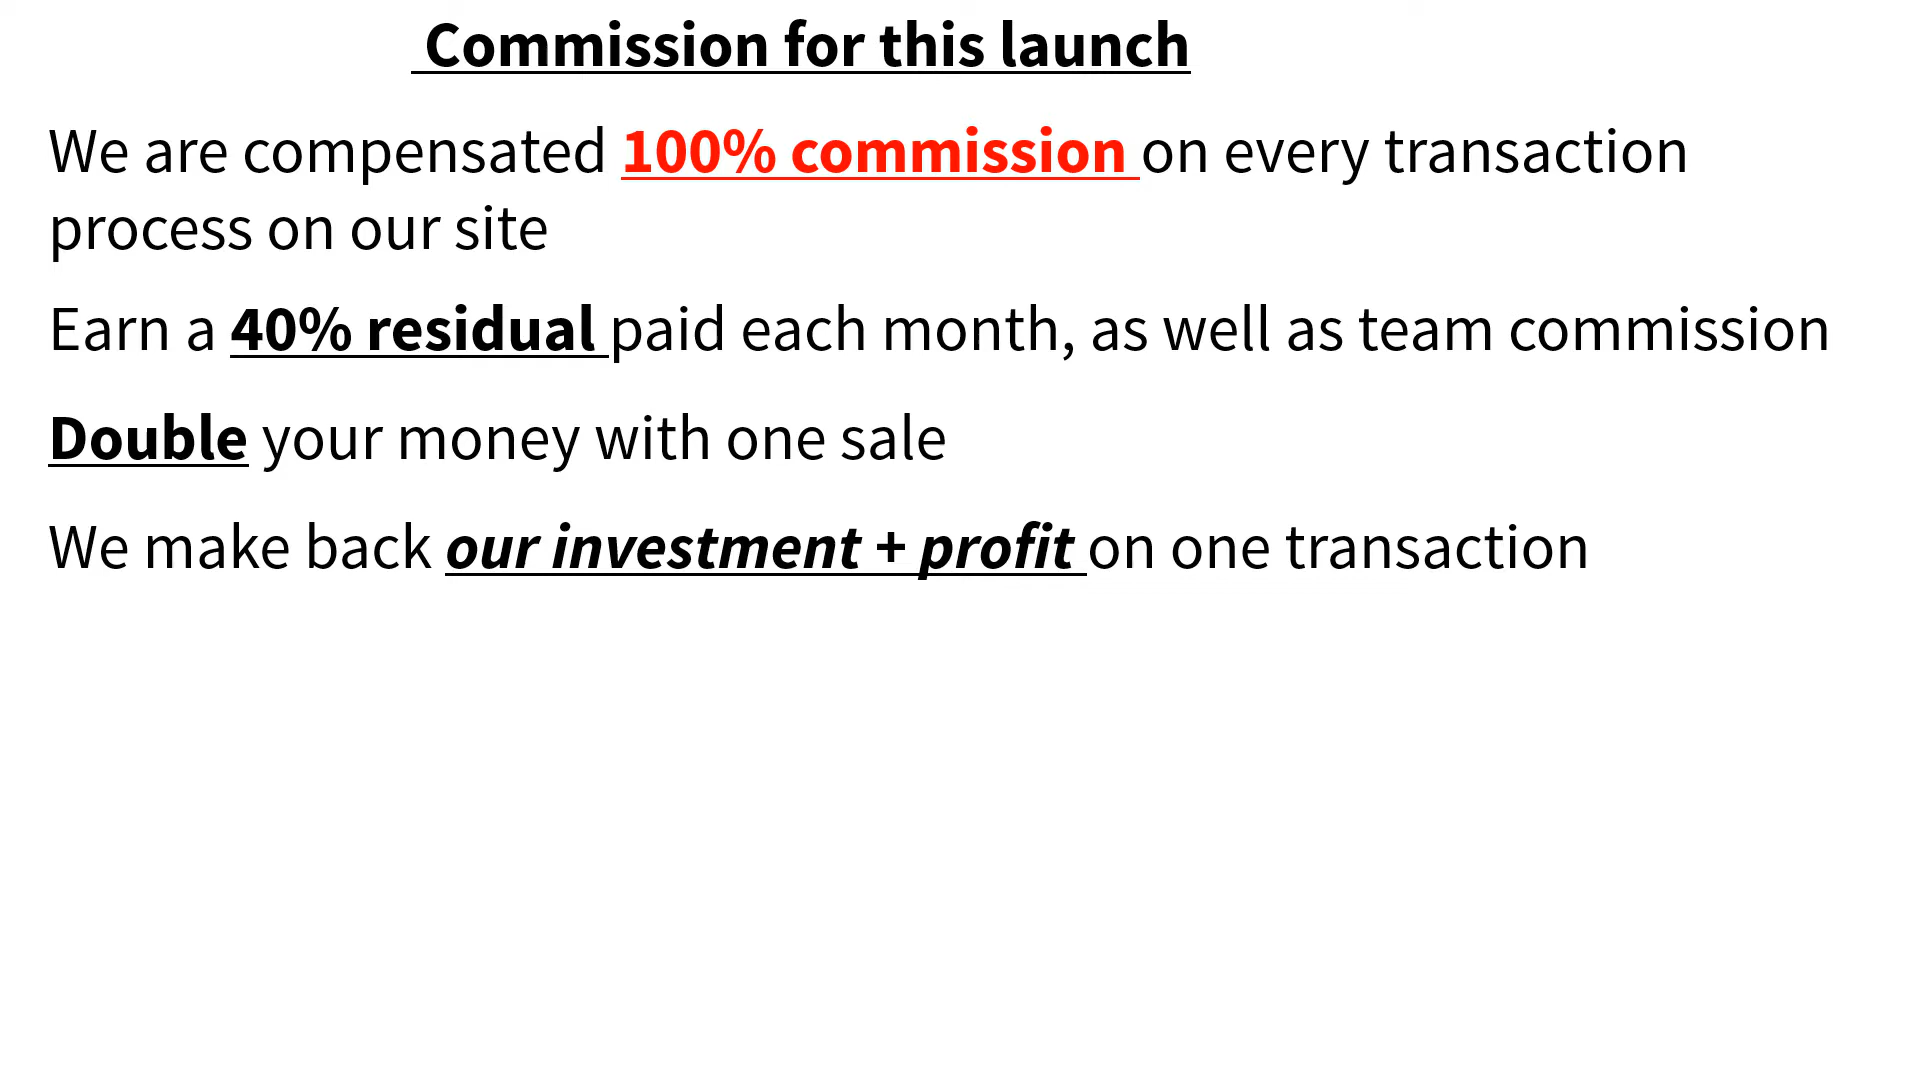 Commission for this launch
We are compensated 100% commission on every transaction
process on our site
Earn a 40% residual paid each month, as well as team commission
Double your money with one sale
We make back our investment + profit on one transaction